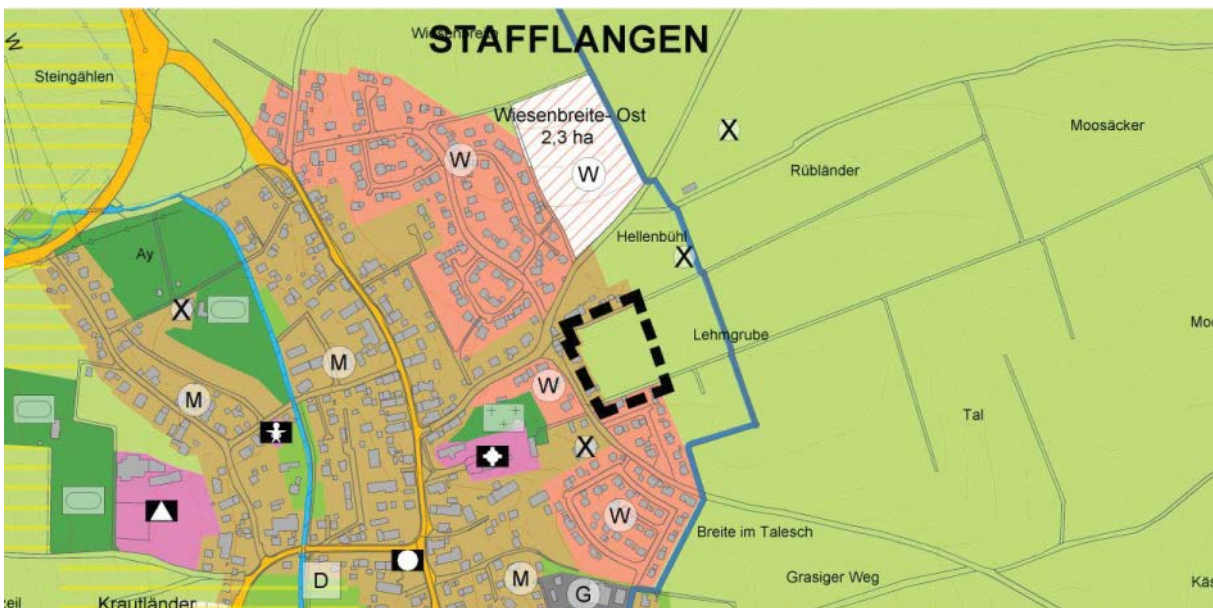 STAFFLANGEN
Steingählen
Wiesenbreite- Ost
2,3 ha
X
Moosäcker
W
W
Rübländer
Hellenbühl
Ay
X
X
Lehmgrube
M
W
M
Tal
X
W
Breite im Talesch
D
M
G
Grasiger Weg
Krautländer